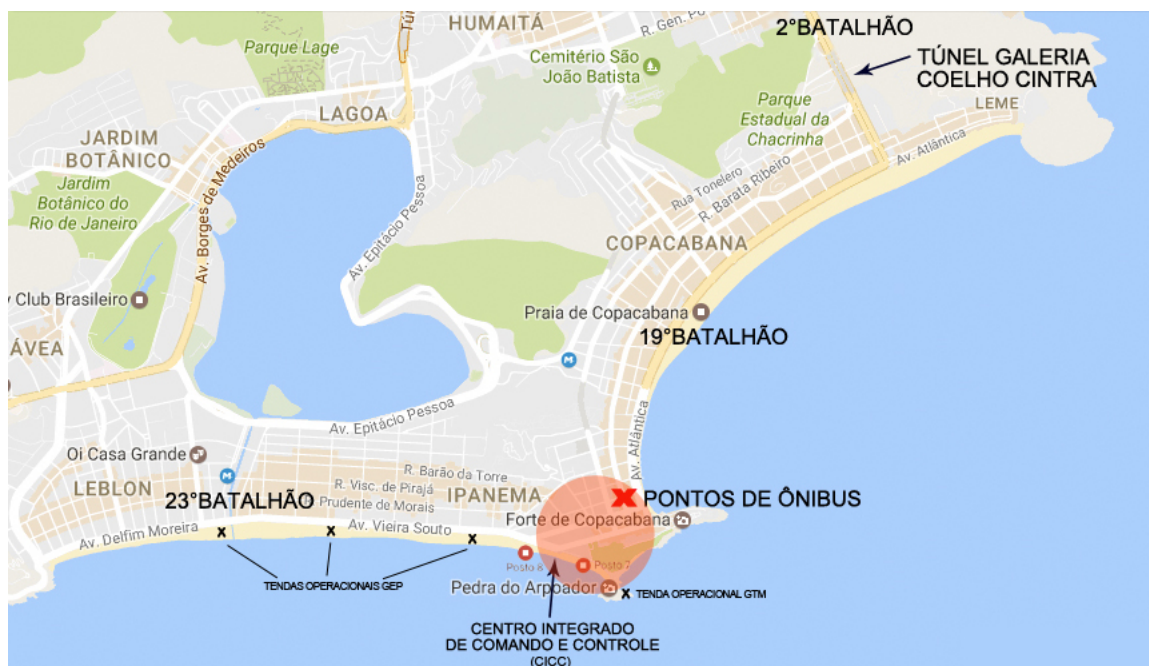 HUMAITÁ
R. Gen. Po
2°BATALHÃO
TÚNEL GALERIA
COELHO CINTRA
Parque Lage
Cemitério São
João Batista
LAGOA
Parque
Estadual da
Chacrinha
LEME
JARDIM
BOTÂNICO
Av. Atlântica
Jardim
Botânico do
Rio de Janeiro
Av. Borges de Medeiros
Av. Epitácio Pessoa
Rua Tonelero
R. Barata Ribeiro
COPACABANA
y Club Brasileiro
Praia de Copacabana
19°BATALHÃO
ÁVEA
Av. Epitácio Pessoa
Av. Atlântica
Oi Casa Grande
R. Barão da Torre
LEBLON
23°BATALHÃO
R. Visc. de Pirajá
IPANEMA
X PONTOS DE ÔNIBUS
Prudente de Morais
Forte de Copacabana
Av. Delfim Moreira
X
X
Av. Vieira Souto
X
Posto 8
Posto 7
TENDAS OPERACIONAIS GEP
Pedra do Arpoador
X TENDA OPERACIONAL GTM
CENTRO INTEGRADO
DE COMANDO E CONTROLE
(CICC)